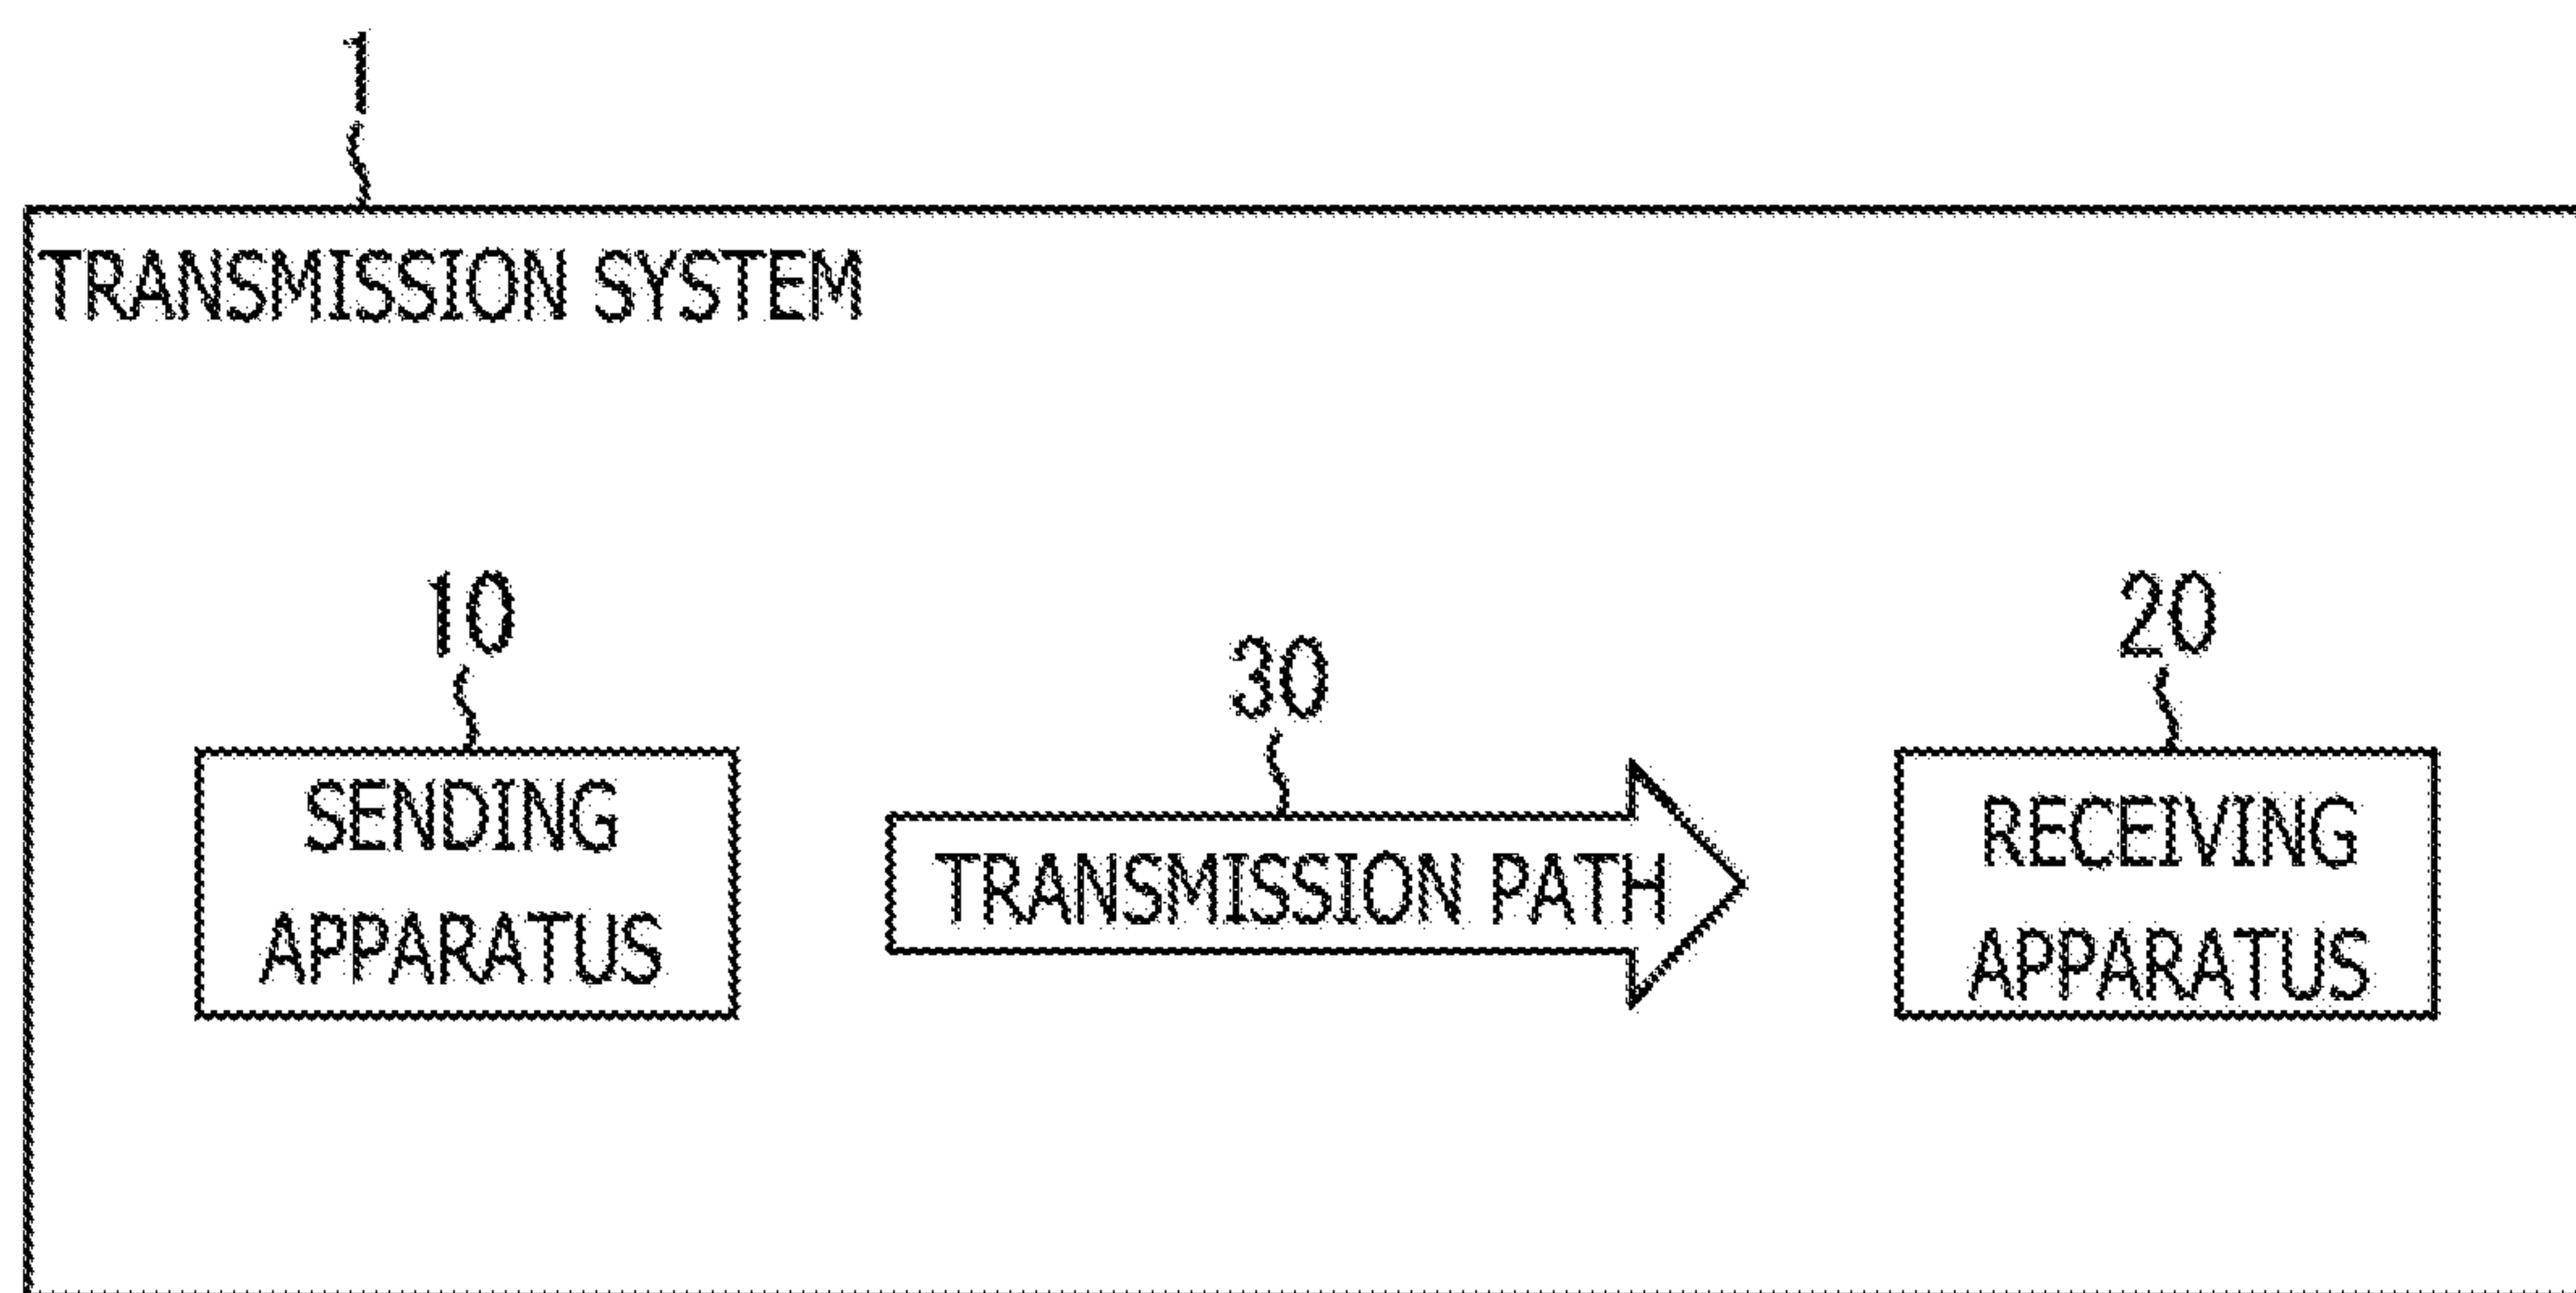 1
TRANSMISSION SYSTEM
10
30
20
SENDING
APPARATUS
TRANSMISSION PATH
RECEIVING
APPARATUS